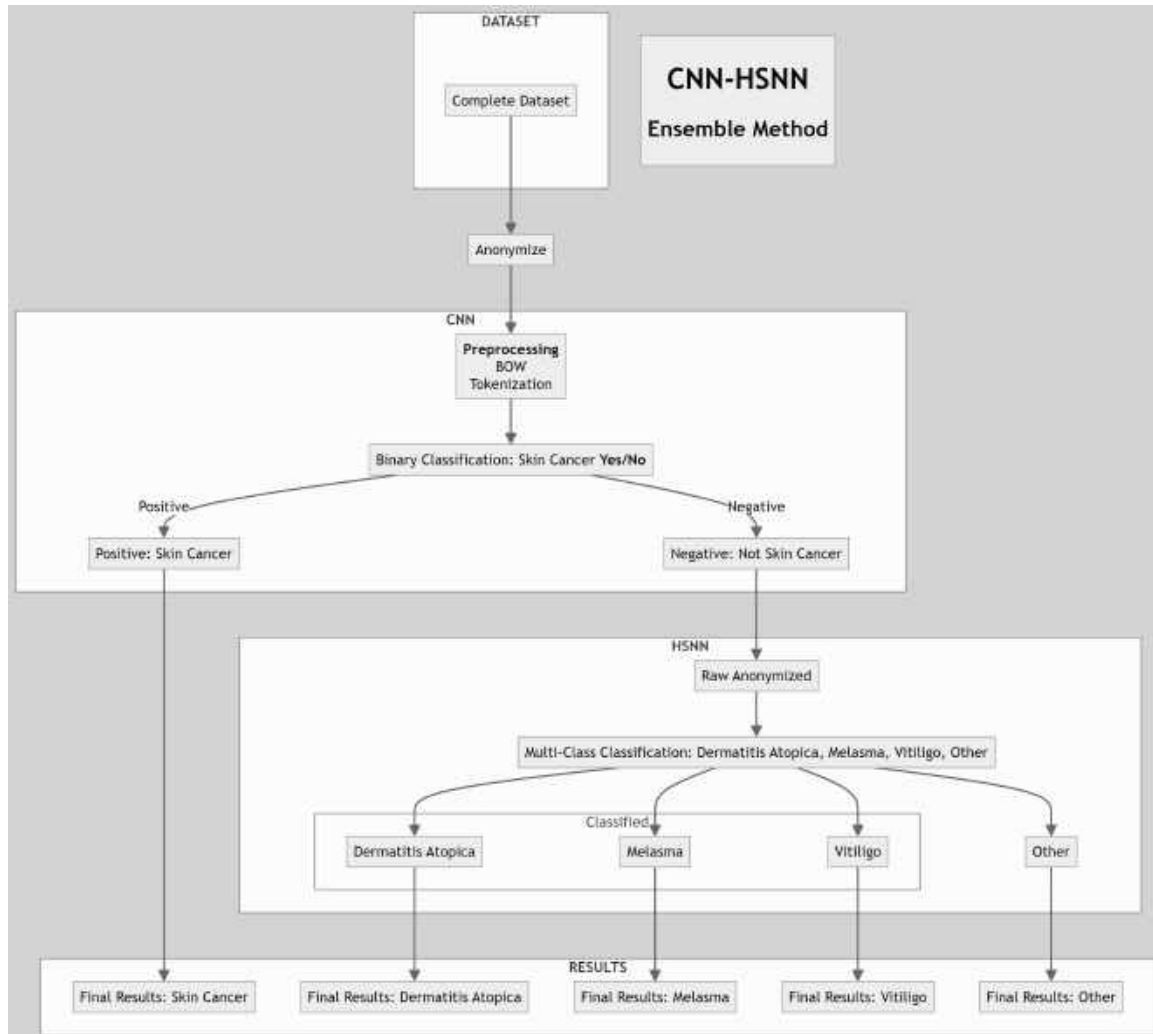 DATASET
CNN-HSNN
Ensemble Method
Complete Dataset
Anonymize
CNN
Preprocessing
BOW
Tokenization
Binary Classification: Skin Cancer Yes/No
Positive
Negative
Positive: Skin Cancer
Negative: Not Skin Cancer
HSNN
Raw Anonymized
Multi-Class Classification: Dermatitis Atopica, Melasma, Vitiligo, Other
Classified
Dermatitis Atopica
Melasma
Vitiligo
Other
RESULTS
Final Results: Skin Cancer
Final Results: Dermatitis Atopica
Final Results: Melasma
Final Results: Vitiligo
Final Results: Other